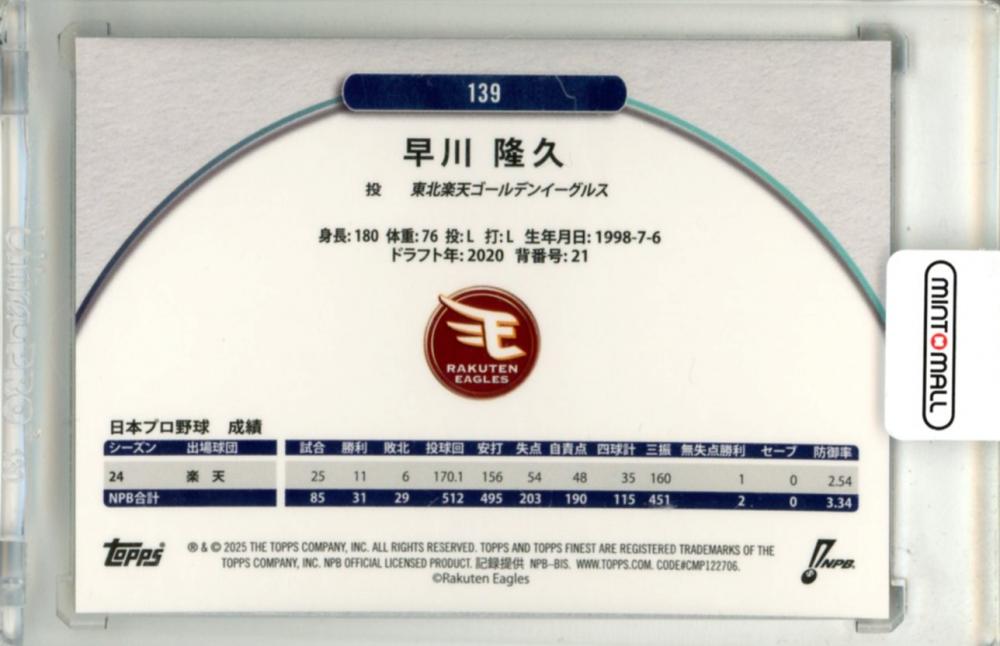 139
早川 隆久
投 東北楽天ゴールデンイーグルス
身長: 180 体重: 76 投: L 打: L 生年月日: 1998-7-6
ドラフト年: 2020 背番号: 21
RAKUTEN
EAGLES
MINTMALL
日本プロ野球 成績
シーズン 出場球団 試合 勝利 敗北 投球回 安打 失点 自責点 四球計 三振 無失点勝利 セーブ 防御率
24 楽 天 25 11 6 170.1 156 54 48 35 160 1 0 2.54
NPB合計 85 31 29 512 495 203 190 115 451 2 0 3.34
Topps
® & © 2025 THE TOPPS COMPANY, INC. ALL RIGHTS RESERVED. TOPPS AND TOPPS FINEST ARE REGISTERED TRADEMARKS OF THE
TOPPS COMPANY, INC. NPB OFFICIAL LICENSED PRODUCT. 記録提供 NPB-BIS. WWW.TOPPS.COM. CODE#CMP122706.
©Rakuten Eagles
NPB.